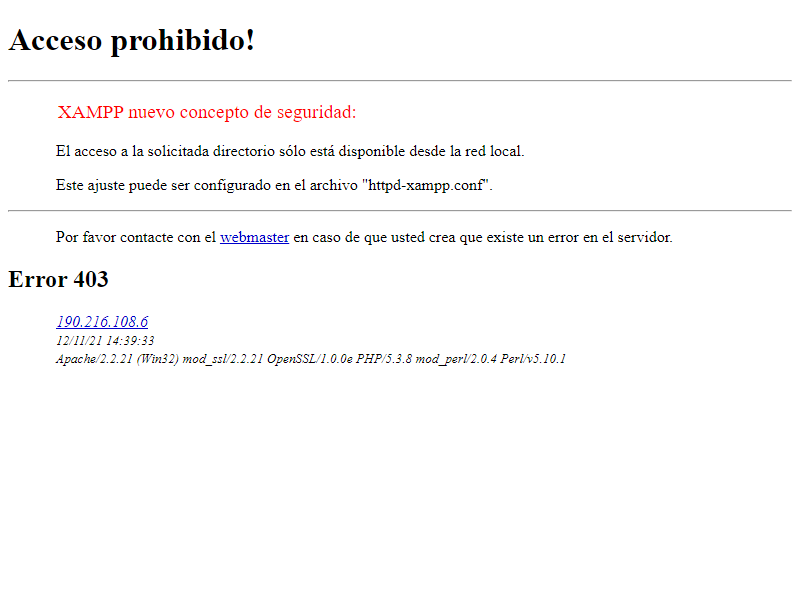 Acceso prohibido!
XAMPP nuevo concepto de seguridad:
El acceso a la solicitada directorio sólo está disponible desde la red local.
Este ajuste puede ser configurado en el archivo "httpd-xampp.conf".
Por favor contacte con el webmaster en caso de que usted crea que existe un error en el servidor.
Error 403
190.216.108.6
12/11/21 14:39:33
Apache/2.2.21 (Win32) mod_ssl/2.2.21 OpenSSL/1.0.0e PHP/5.3.8 mod_perl/2.0.4 Perl/v5.10.1